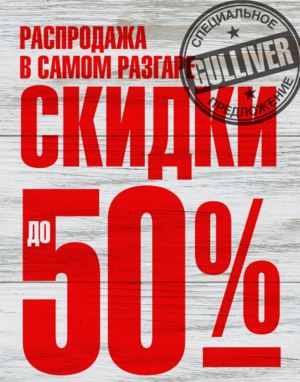 РАСПРОДАЖА
В САМОМ РАЗГАРЕ
СПЕЦИАЛЬНОЕ
GULLIVER
ПРЕДЛОЖЕНИЕ
СКИДКИ
ДО
50%